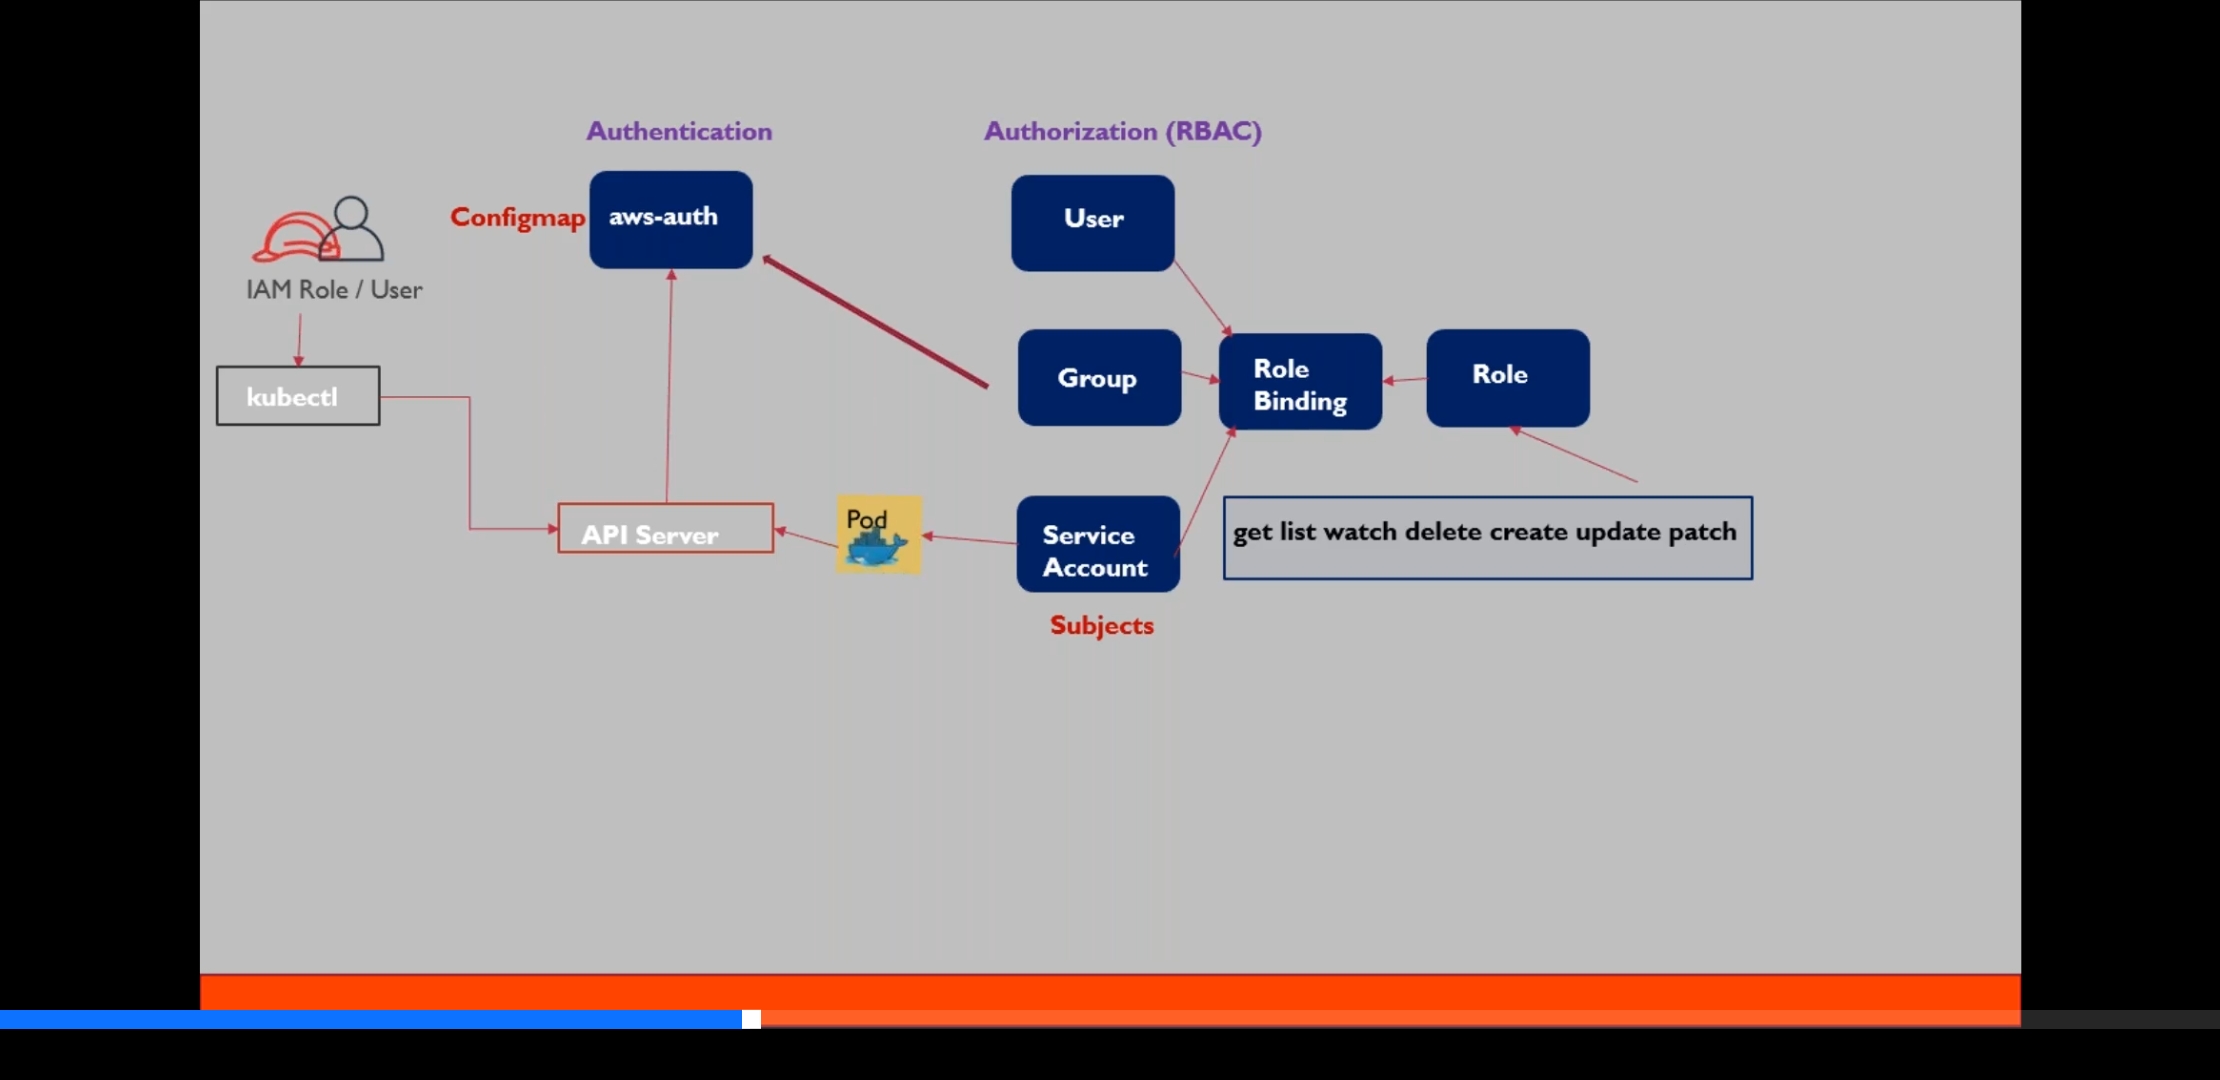 Authentication
Authorization (RBAC)
Configmap
aws-auth
User
IAM Role / User
kubectl
Group
Role
Binding
Role
API Server
Pod
Service
Account
get list watch delete create update patch
Subjects